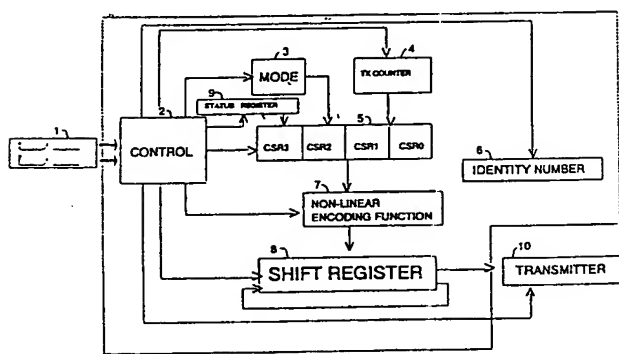 3
MODE
4
TX COUNTER
9
STATUS REGISTER
2
CONTROL
1
5
CSR3 CSR2 CSR1 CSR0
6
IDENTITY NUMBER
7
NON-LINEAR
ENCODING FUNCTION
8
SHIFT REGISTER
10
TRANSMITTER